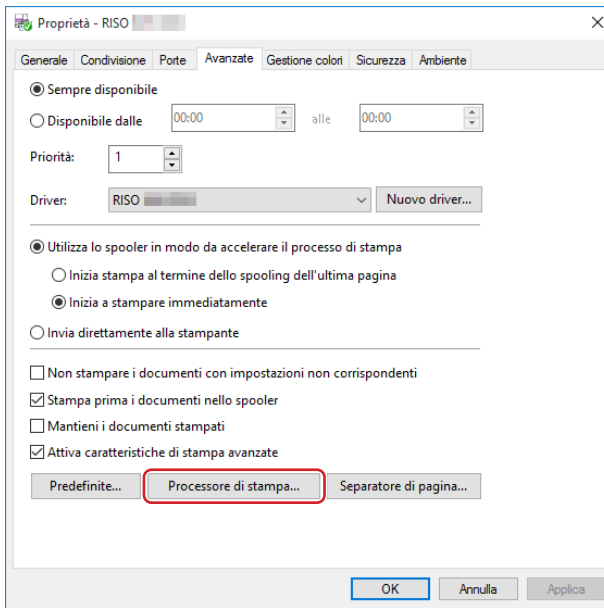 Proprietà - RISO
Generale Condivisione Porte Avanzate Gestione colori Sicurezza Ambiente
Sempre disponibile
Disponibile dalle 00:00 alle 00:00
Priorità: 1
Driver: RISO Nuovo driver...
Utilizza lo spooler in modo da accelerare il processo di stampa
Inizia stampa al termine dello spooling dell'ultima pagina
Inizia a stampare immediatamente
Invia direttamente alla stampante
Non stampare i documenti con impostazioni non corrispondenti
Stampa prima i documenti nello spooler
Mantieni i documenti stampati
Attiva caratteristiche di stampa avanzate
Predefinite... Processore di stampa... Separatore di pagina...
OK Annulla Applica